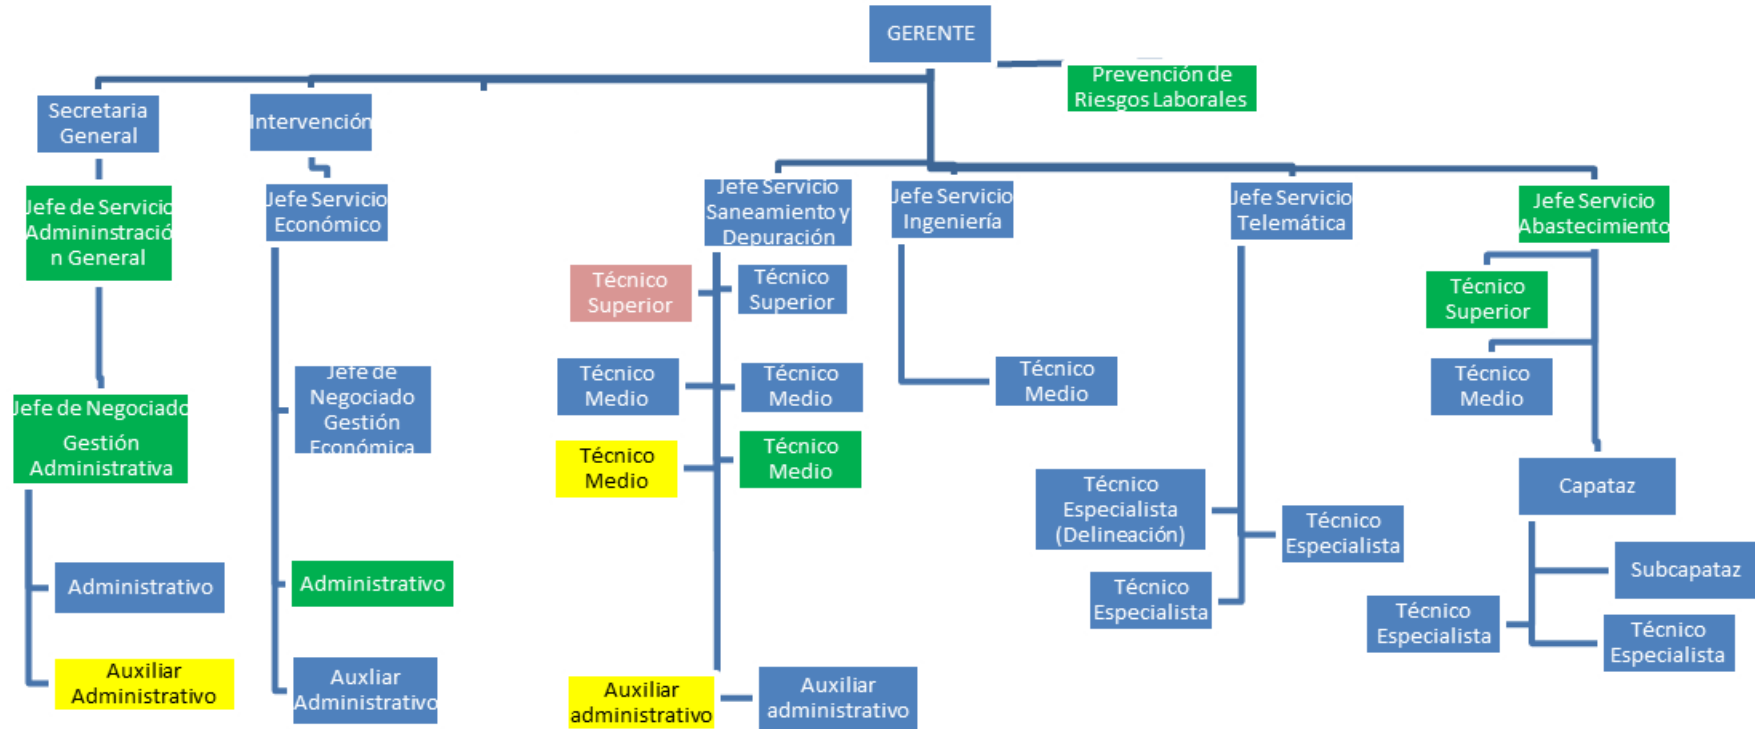 GERENTE
Prevención de
Riesgos Laborales
Secretaria
General
Intervención
Jefe de Servicio
Admininstració
n General
Jefe Servicio
Económico
Jefe Servicio
Saneamiento y
Depuración
Jefe Servicio
Ingeniería
Jefe Servicio
Telemática
Jefe Servicio
Abastecimiento
Técnico
Superior
Técnico
Superior
Técnico
Superior
Jefe de Negociado
Gestión
Administrativa
Jefe de
Negociado
Gestión
Económica
Técnico
Medio
Técnico
Medio
Técnico
Medio
Técnico
Medio
Técnico
Medio
Técnico
Medio
Técnico
Especialista
(Delineación)
Técnico
Especialista
Capataz
Administrativo
Administrativo
Técnico
Especialista
Subcapataz
Técnico
Especialista
Técnico
Especialista
Auxiliar
Administrativo
Auxliar
Administrativo
Auxiliar
administrativo
Auxiliar
administrativo